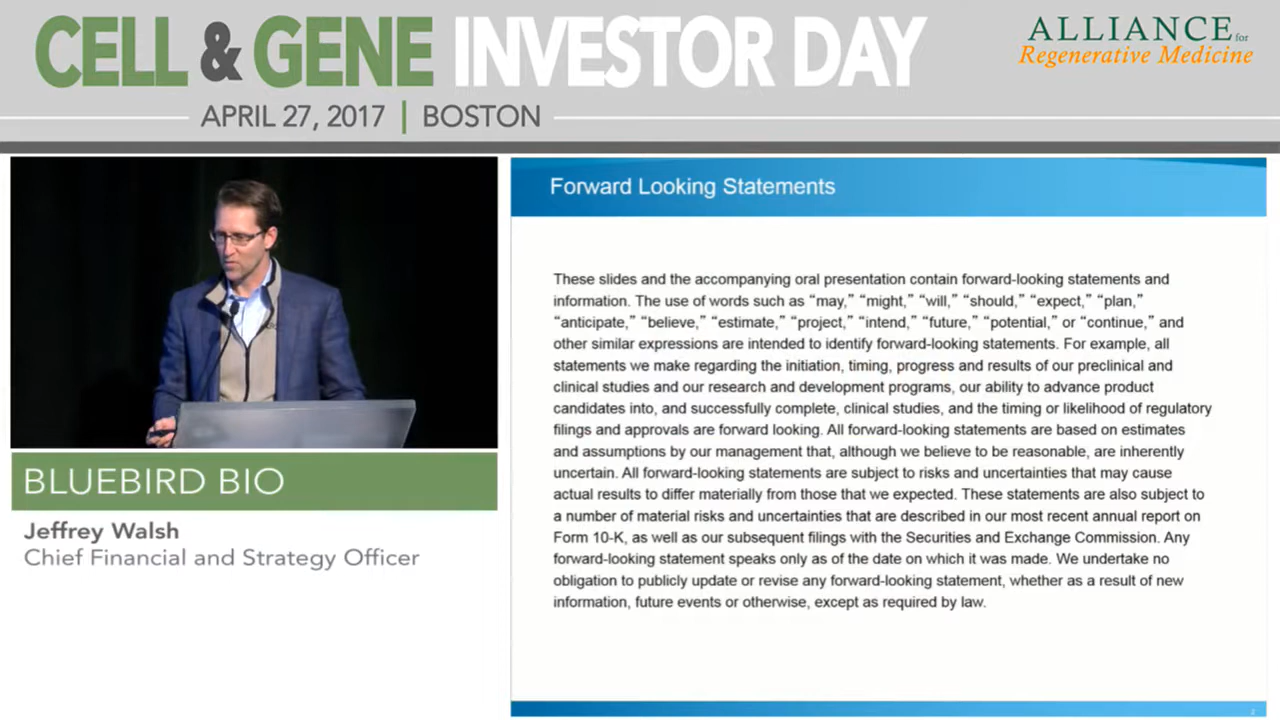 CELL & GENE INVESTOR DAY
APRIL 27, 2017 | BOSTON
ALLIANCE for
Regenerative Medicine
BLUEBIRD BIO
Jeffrey Walsh
Chief Financial and Strategy Officer
Forward Looking Statements
These slides and the accompanying oral presentation contain forward-looking statements and
information. The use of words such as “may,” “might,” “will,” “should,” “expect,” “plan,”
“anticipate,” “believe,” “estimate,” “project,” “intend,” “future,” “potential,” or “continue,” and
other similar expressions are intended to identify forward-looking statements. For example, all
statements we make regarding the initiation, timing, progress and results of our preclinical and
clinical studies and our research and development programs, our ability to advance product
candidates into, and successfully complete, clinical studies, and the timing or likelihood of regulatory
filings and approvals are forward looking. All forward-looking statements are based on estimates
and assumptions by our management that, although we believe to be reasonable, are inherently
uncertain. All forward-looking statements are subject to risks and uncertainties that may cause
actual results to differ materially from those that we expected. These statements are also subject to
a number of material risks and uncertainties that are described in our most recent annual report on
Form 10-K, as well as our subsequent filings with the Securities and Exchange Commission. Any
forward-looking statement speaks only as of the date on which it was made. We undertake no
obligation to publicly update or revise any forward-looking statement, whether as a result of new
information, future events or otherwise, except as required by law.
2